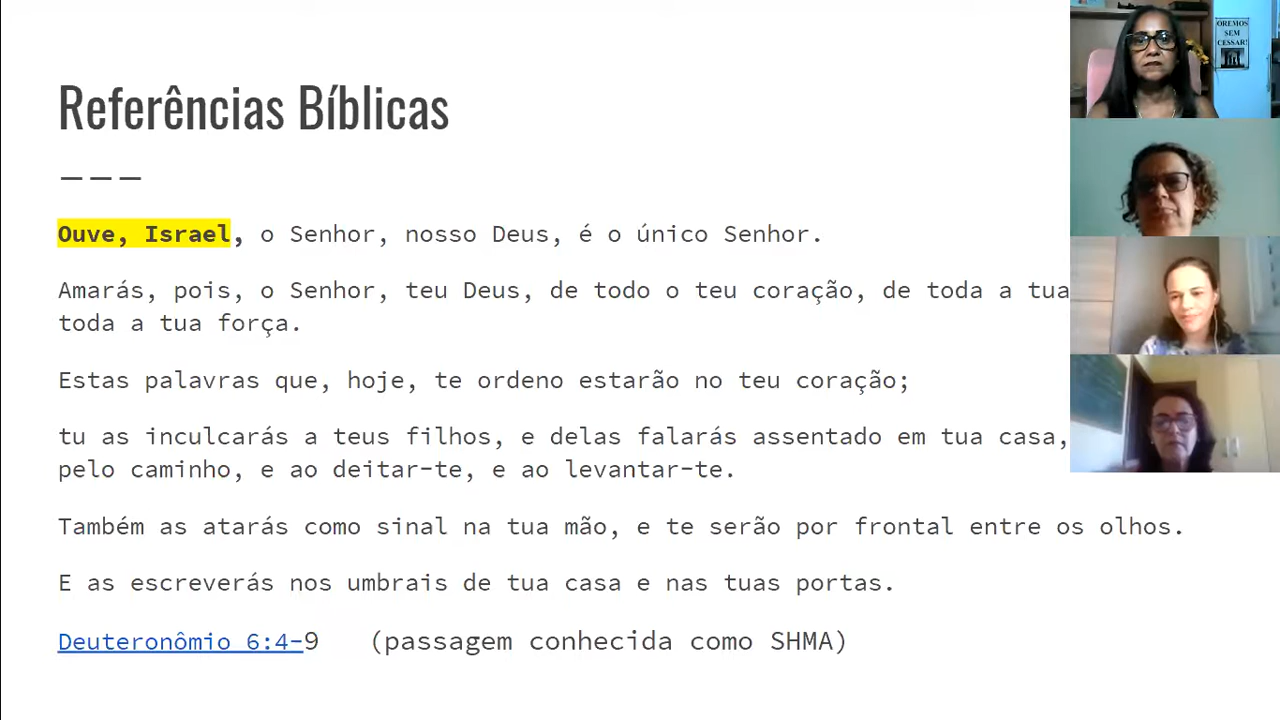 Referências Bíblicas
Ouve, Israel, o Senhor, nosso Deus, é o único Senhor.
Amarás, pois, o Senhor, teu Deus, de todo o teu coração, de toda a tua
toda a tua força.
Estas palavras que, hoje, te ordeno estarão no teu coração;
tu as inculcarás a teus filhos, e delas falarás assentado em tua casa,
pelo caminho, e ao deitar-te, e ao levantar-te.
Também as atarás como sinal na tua mão, e te serão por frontal entre os olhos.
E as escreverás nos umbrais de tua casa e nas tuas portas.
Deuteronômio 6:4-9 (passagem conhecida como SHMA)
OREMOS
SEM
CESSAR!